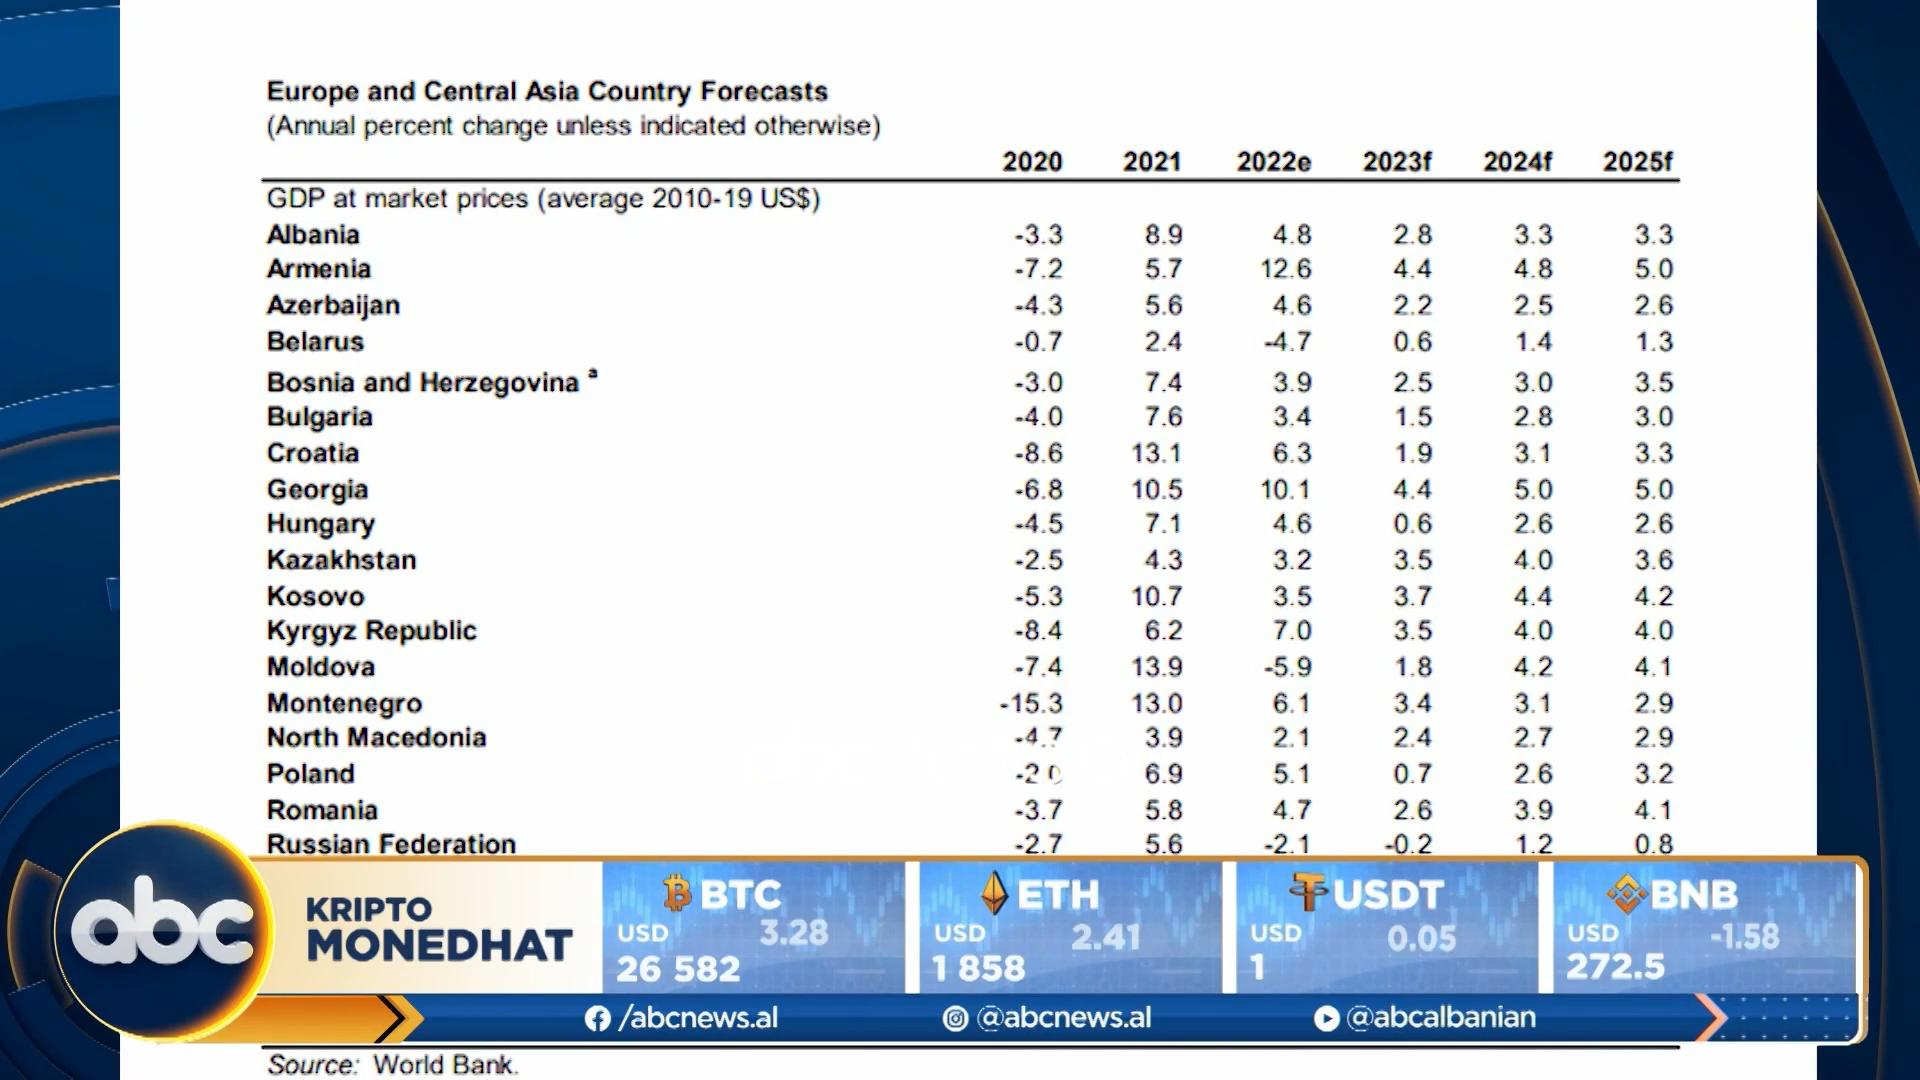 Europe and Central Asia Country Forecasts
(Annual percent change unless indicated otherwise)
2020 2021 2022e 2023f 2024f 2025f
GDP at market prices (average 2010-19 US$)
Albania -3.3 8.9 4.8 2.8 3.3 3.3
Armenia -7.2 5.7 12.6 4.4 4.8 5.0
Azerbaijan -4.3 5.6 4.6 2.2 2.5 2.6
Belarus -0.7 2.4 -4.7 0.6 1.4 1.3
Bosnia and Herzegovina ª -3.0 7.4 3.9 2.5 3.0 3.5
Bulgaria -4.0 7.6 3.4 1.5 2.8 3.0
Croatia -8.6 13.1 6.3 1.9 3.1 3.3
Georgia -6.8 10.5 10.1 4.4 5.0 5.0
Hungary -4.5 7.1 4.6 0.6 2.6 2.6
Kazakhstan -2.5 4.3 3.2 3.5 4.0 3.6
Kosovo -5.3 10.7 3.5 3.7 4.4 4.2
Kyrgyz Republic -8.4 6.2 7.0 3.5 4.0 4.0
Moldova -7.4 13.9 -5.9 1.8 4.2 4.1
Montenegro -15.3 13.0 6.1 3.4 3.1 2.9
North Macedonia -4.7 3.9 2.1 2.4 2.7 2.9
Poland 6.9 5.1 0.7 2.6 3.2
Romania -3.7 5.8 4.7 2.6 3.9 4.1
Russian Federation -2.7 5.6 -2.1 -0.2 1.2 0.8
abc
KRIPTO
MONEDHAT
BTC
USD 3.28
26 582
ETH
USD 2.41
1 858
USDT
USD 0.05
1
BNB
USD -1.58
272.5
/abcnews.al @abcnews.al @abcalbanian
Source: World Bank.